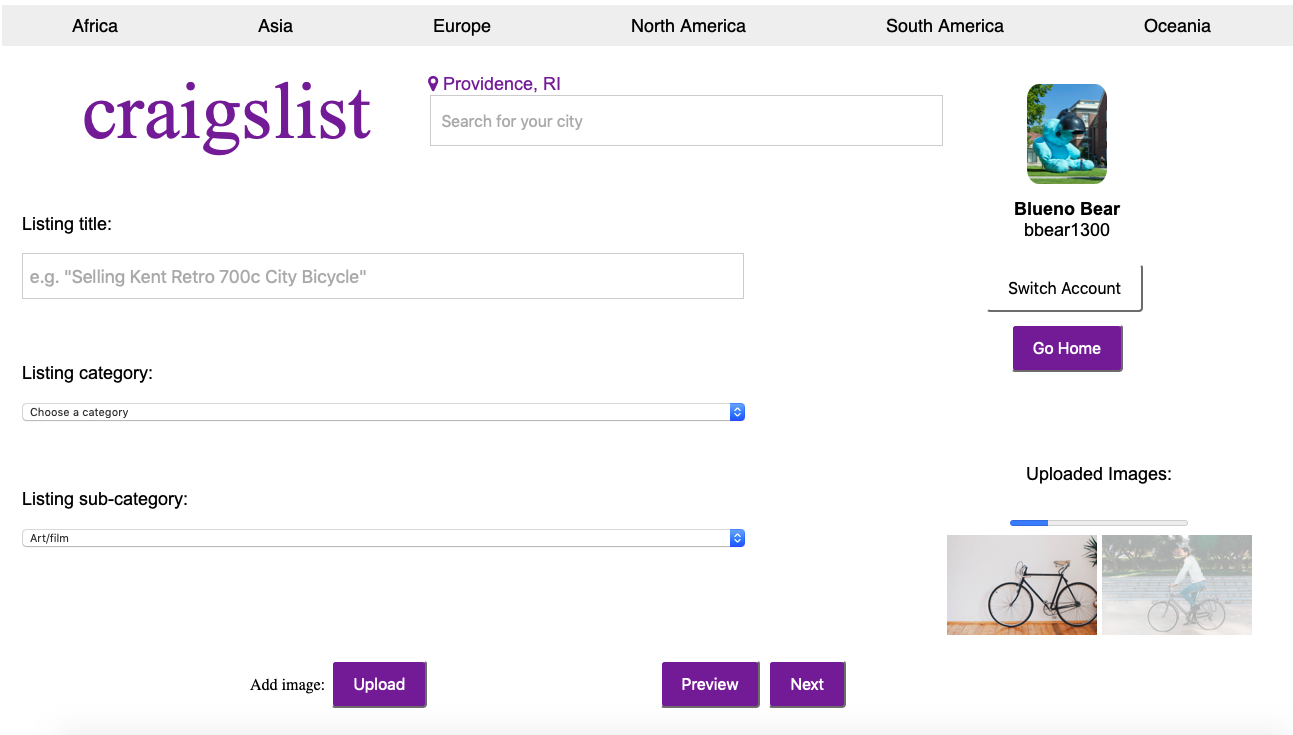 Africa Asia Europe North America South America Oceania
craigslist
Providence, RI
Search for your city
Blueno Bear
bbear1300
Switch Account
Go Home
Listing title:
e.g. "Selling Kent Retro 700c City Bicycle"
Listing category:
Choose a category
Listing sub-category:
Art/film
Uploaded Images:
Add image: Upload Preview Next